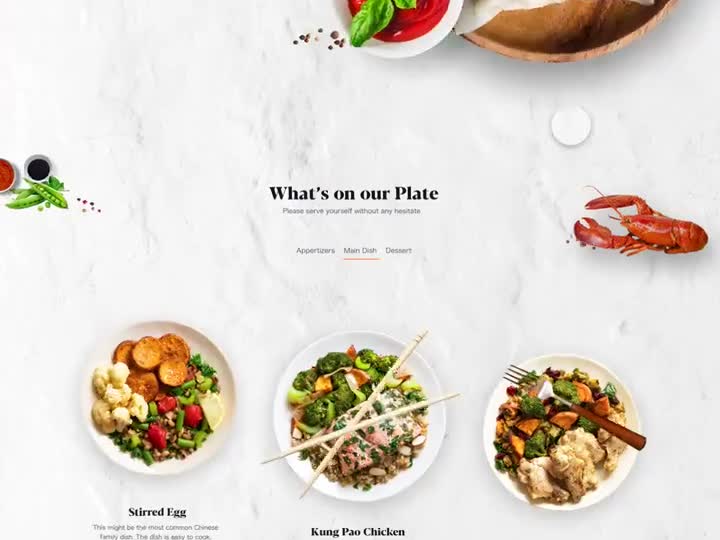 What's on our Plate
Please serve yourself without any hesitate
Appertizers Main Dish Dessert
Stirred Egg
This might be the most common Chinese
family dish. The dish is easy to cook,
Kung Pao Chicken